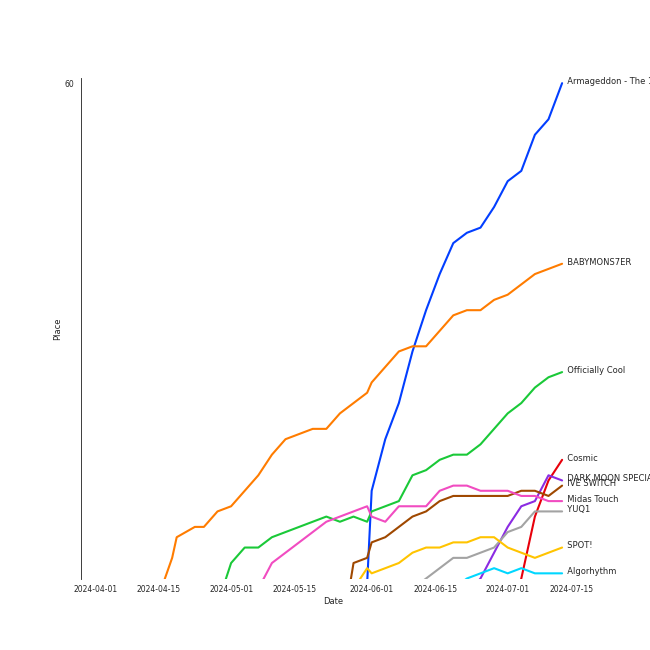 60
Armageddon - The
BABYMONS7ER
Place
Officially Cool
Cosmic
DARK MOON SPECIA
IVE SWITCH
Midas Touch
YUQ1
SPOT!
Algorhythm
2024-04-01 2024-04-15 2024-05-01 2024-05-15 2024-06-01 2024-06-15 2024-07-01 2024-07-15
Date